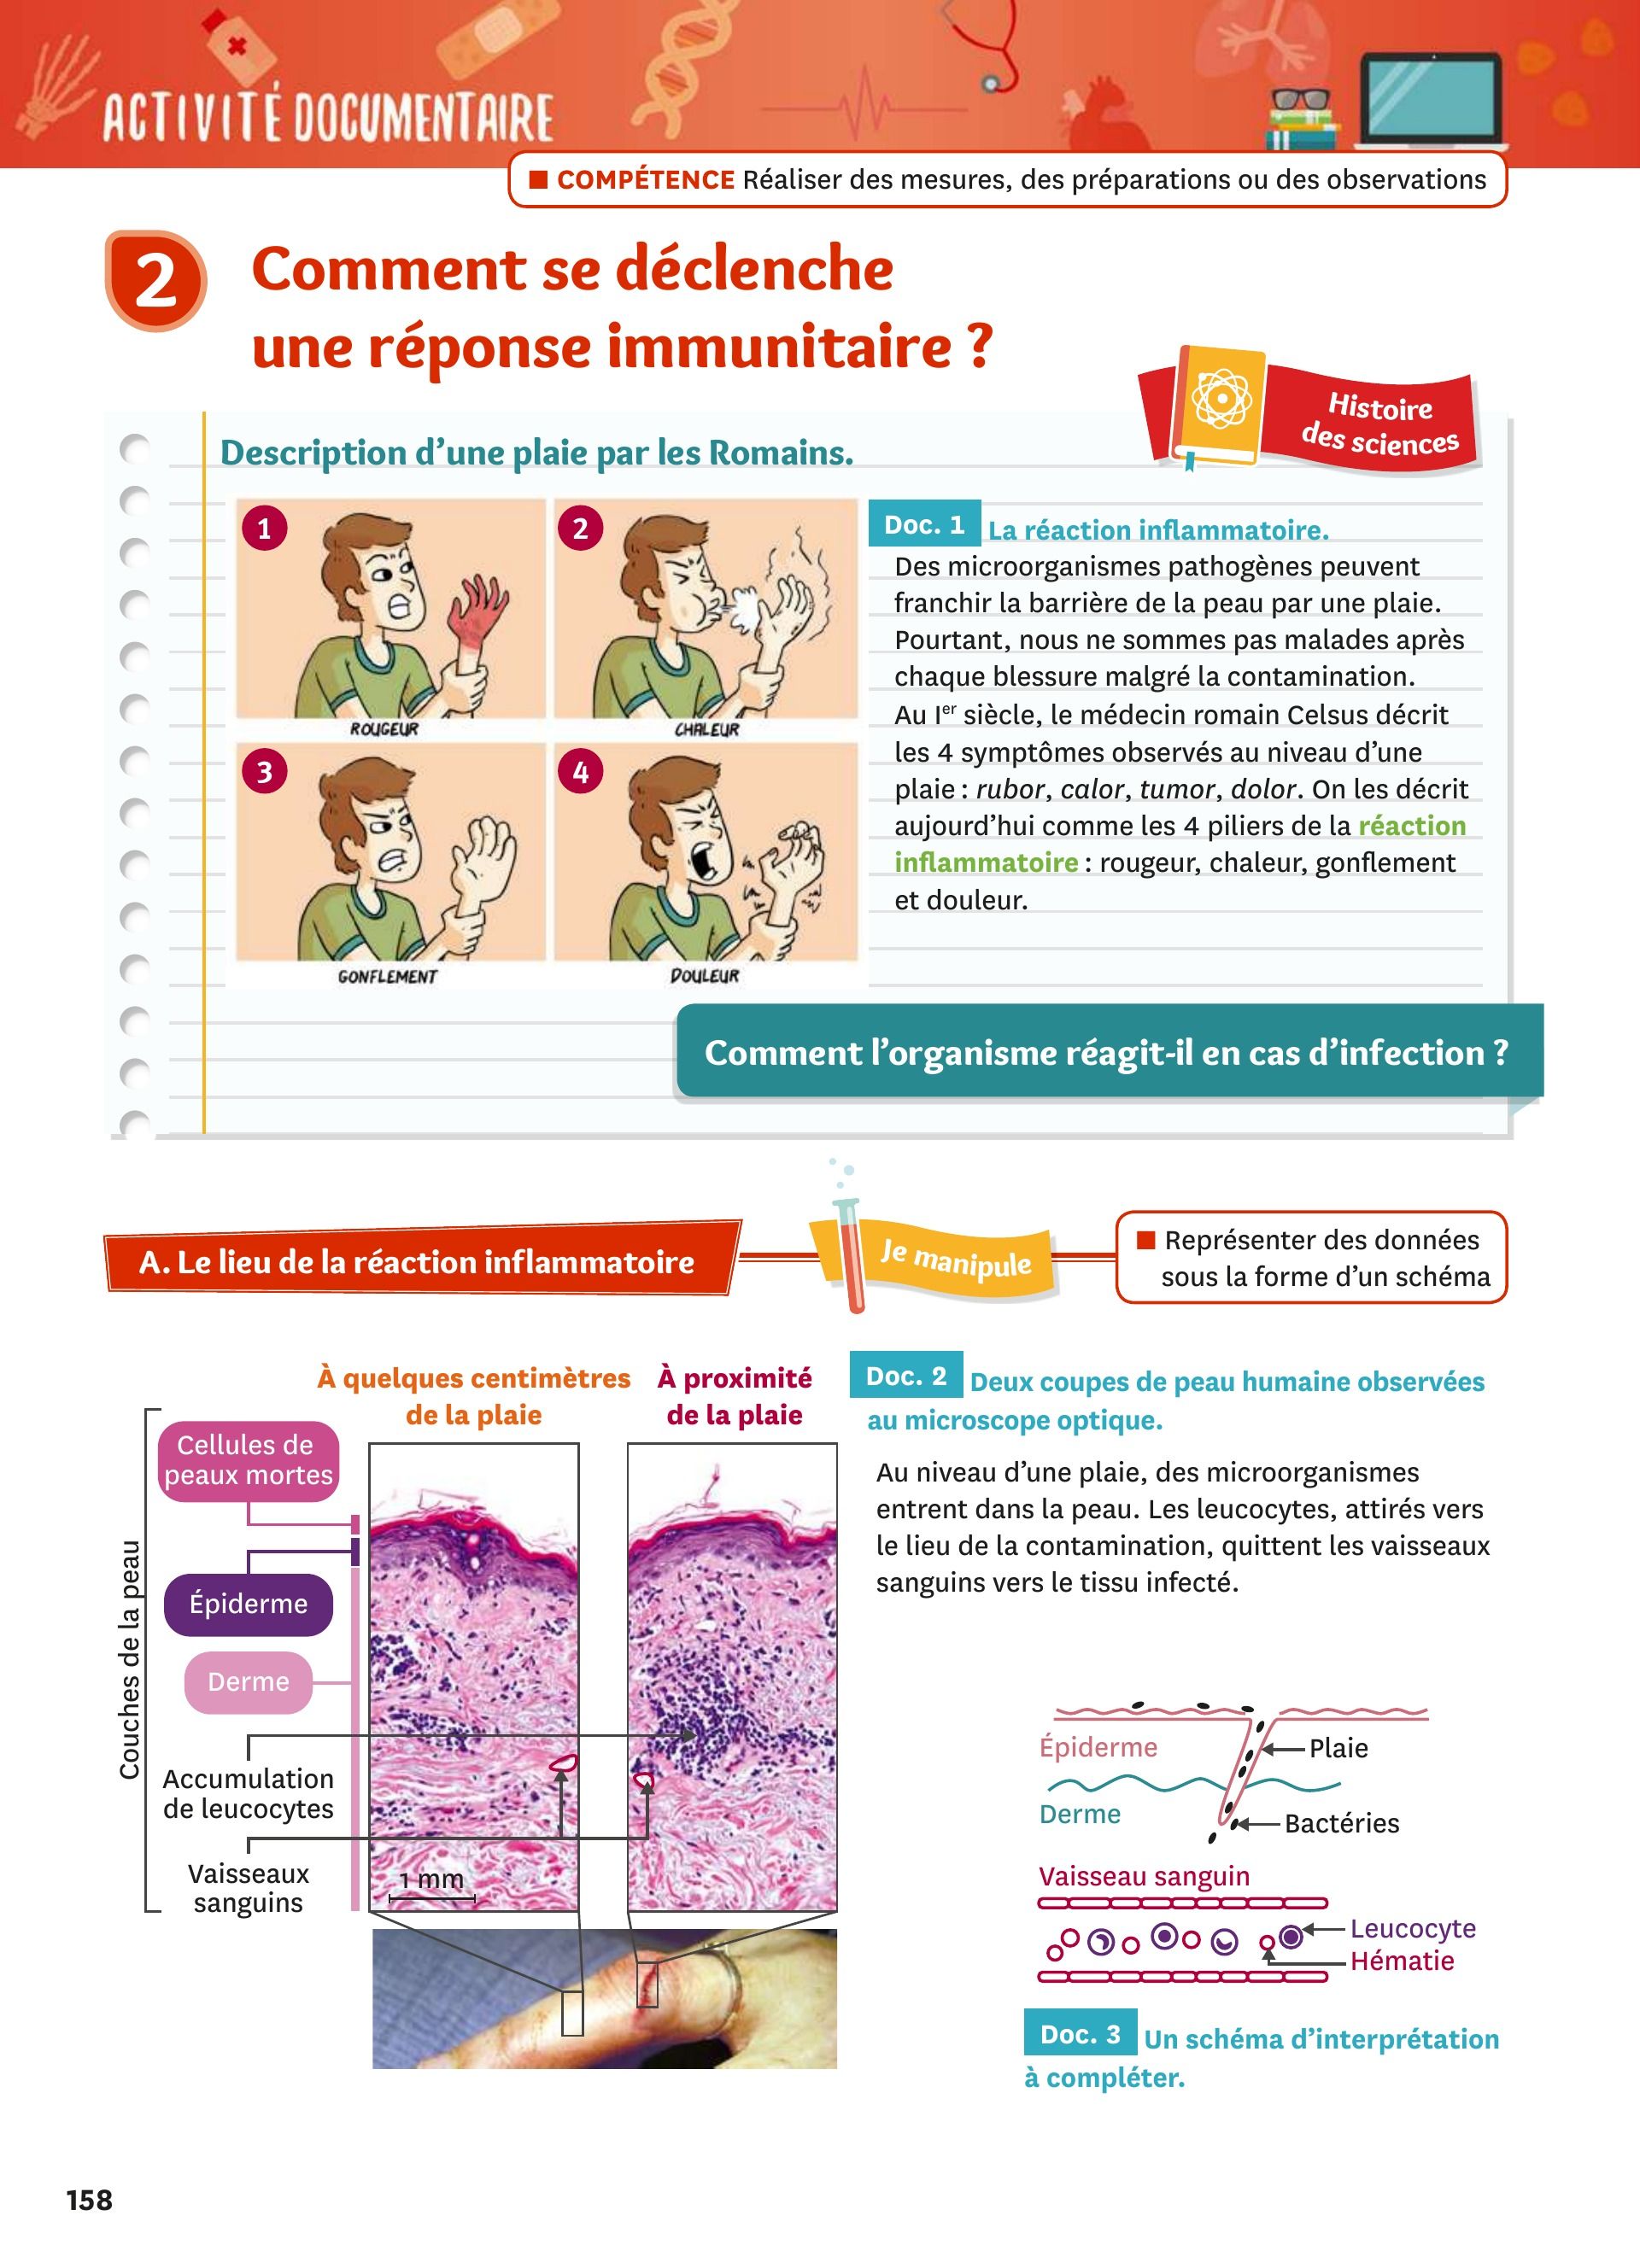 ACTIVITÉ DOCUMENTAIRE
■ COMPÉTENCE Réaliser des mesures, des préparations ou des observations
2
Comment se déclenche
une réponse immunitaire ?
Histoire
des sciences
Description d'une plaie par les Romains.
1
ROUGEUR
2
CHALEUR
3
GONFLEMENT
4
DOULEUR
Doc. 1 La réaction inflammatoire.
Des microorganismes pathogènes peuvent
franchir la barrière de la peau par une plaie.
Pourtant, nous ne sommes pas malades après
chaque blessure malgré la contamination.
Au Ier siècle, le médecin romain Celsus décrit
les 4 symptômes observés au niveau d'une
plaie : rubor, calor, tumor, dolor. On les décrit
aujourd'hui comme les 4 piliers de la réaction
inflammatoire : rougeur, chaleur, gonflement
et douleur.
Comment l'organisme réagit-il en cas d'infection ?
A. Le lieu de la réaction inflammatoire
Je manipule
■ Représenter des données
sous la forme d'un schéma
À quelques centimètres
de la plaie
À proximité
de la plaie
Couches de la peau
Cellules de
peaux mortes
Épiderme
Derme
Accumulation
de leucocytes
Vaisseaux
sanguins
1 mm
Doc. 2 Deux coupes de peau humaine observées
au microscope optique.
Au niveau d'une plaie, des microorganismes
entrent dans la peau. Les leucocytes, attirés vers
le lieu de la contamination, quittent les vaisseaux
sanguins vers le tissu infecté.
Épiderme
Plaie
Derme
Bactéries
Vaisseau sanguin
Leucocyte
Hématie
Doc. 3 Un schéma d'interprétation
à compléter.
158